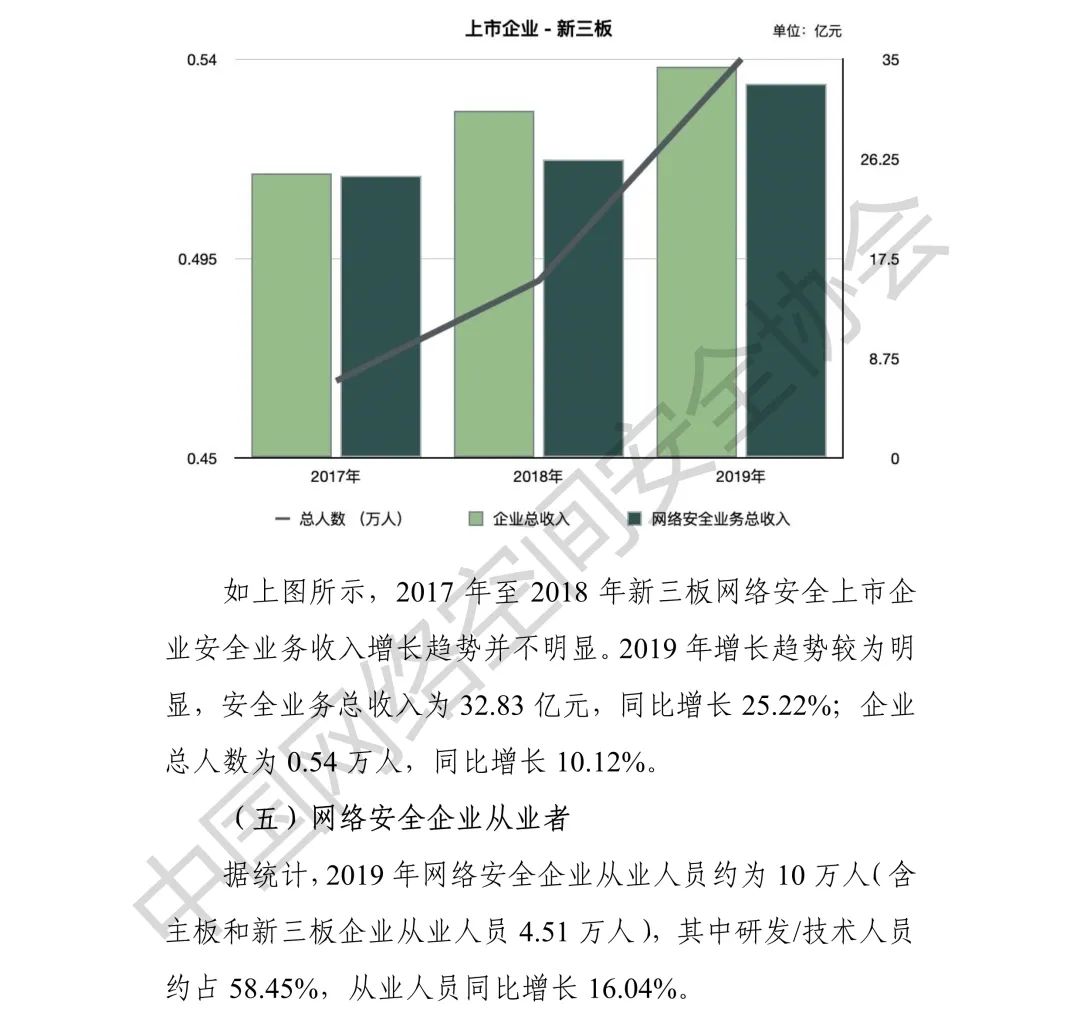 上市企业 - 新三板
单位：亿元
0.54
35
26.25
0.495
17.5
8.75
0.45
0
2017年
2018年
2019年
总人数 （万人）
企业总收入
网络安全业务总收入
如上图所示，2017 年至 2018 年新三板网络安全上市企
业安全业务收入增长趋势并不明显。2019 年增长趋势较为明
显，安全业务总收入为 32.83 亿元，同比增长 25.22%；企业
总人数为 0.54 万人，同比增长 10.12%。
（五）网络安全企业从业者
据统计，2019 年网络安全企业从业人员约为 10 万人（含
主板和新三板企业从业人员 4.51 万人），其中研发/技术人员
约占 58.45%，从业人员同比增长 16.04%。
中国网络空间安全协会